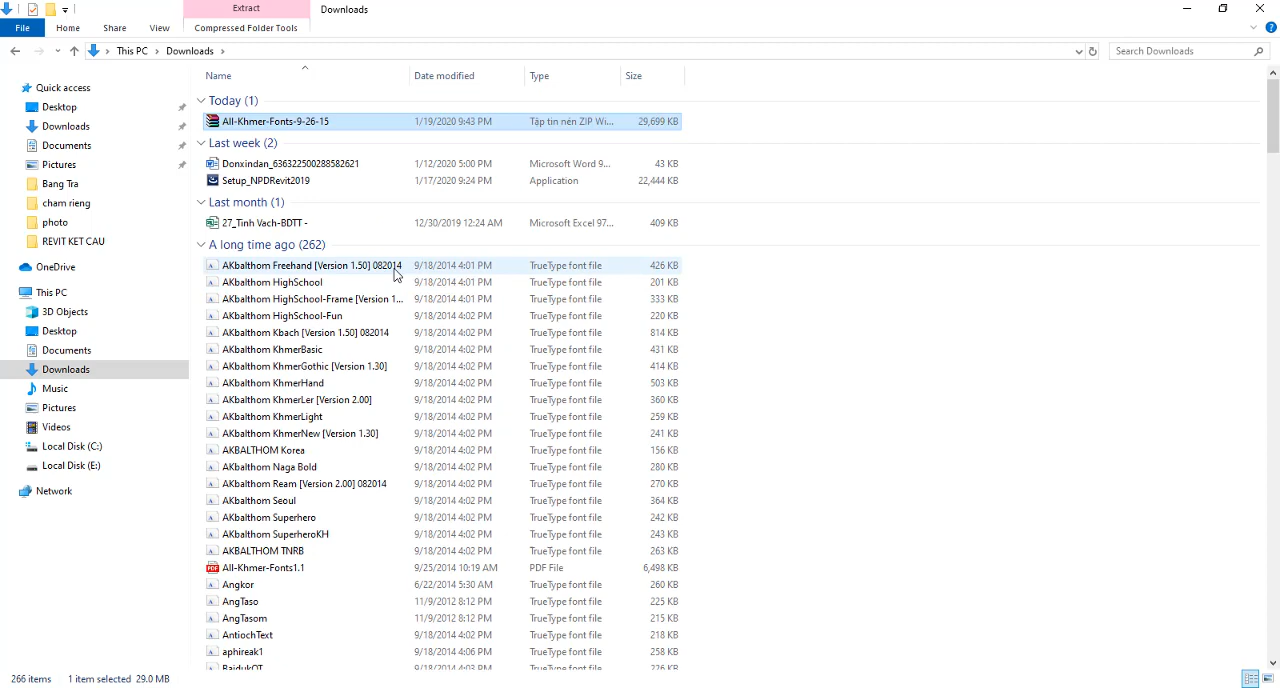 Extract
Downloads
File
Home
Share
View
Compressed Folder Tools
This PC
Downloads
Search Downloads
Name
Date modified
Type
Size
Quick access
Desktop
Downloads
Documents
Pictures
Bang Tra
cham rieng
photo
REVIT KET CAU
OneDrive
This PC
3D Objects
Desktop
Documents
Downloads
Music
Pictures
Videos
Local Disk (C:)
Local Disk (E:)
Network
Today (1)
All-Khmer-Fonts-9-26-15 1/19/2020 9:43 PM Tập tin nén ZIP Wi... 29,699 KB
Last week (2)
Donxindan_636322500288582621 1/12/2020 5:00 PM Microsoft Word 9... 43 KB
Setup_NPDRevit2019 1/17/2020 9:24 PM Application 22,444 KB
Last month (1)
27_Tinh Vach-BDTT - 12/30/2019 12:24 AM Microsoft Excel 97... 409 KB
A long time ago (262)
AKbalthom Freehand [Version 1.50] 082014 9/18/2014 4:01 PM TrueType font file 426 KB
AKbalthom HighSchool 9/18/2014 4:01 PM TrueType font file 201 KB
AKbalthom HighSchool-Frame [Version 1... 9/18/2014 4:01 PM TrueType font file 333 KB
AKbalthom HighSchool-Fun 9/18/2014 4:02 PM TrueType font file 220 KB
AKbalthom Kbach [Version 1.50] 082014 9/18/2014 4:02 PM TrueType font file 814 KB
AKbalthom KhmerBasic 9/18/2014 4:02 PM TrueType font file 431 KB
AKbalthom KhmerGothic [Version 1.30] 9/18/2014 4:02 PM TrueType font file 414 KB
AKbalthom KhmerHand 9/18/2014 4:02 PM TrueType font file 503 KB
AKbalthom KhmerLer [Version 2.00] 9/18/2014 4:02 PM TrueType font file 360 KB
AKbalthom KhmerLight 9/18/2014 4:02 PM TrueType font file 259 KB
AKbalthom KhmerNew [Version 1.30] 9/18/2014 4:02 PM TrueType font file 241 KB
AKBALTHOM Korea 9/18/2014 4:02 PM TrueType font file 156 KB
AKbalthom Naga Bold 9/18/2014 4:02 PM TrueType font file 280 KB
AKbalthom Ream [Version 2.00] 082014 9/18/2014 4:02 PM TrueType font file 270 KB
AKbalthom Seoul 9/18/2014 4:02 PM TrueType font file 364 KB
AKbalthom Superhero 9/18/2014 4:02 PM TrueType font file 242 KB
AKbalthom SuperheroKH 9/18/2014 4:02 PM TrueType font file 243 KB
AKBALTHOM TNRB 9/18/2014 4:02 PM TrueType font file 263 KB
All-Khmer-Fonts1.1 9/25/2014 10:19 AM PDF File 6,498 KB
Angkor 6/22/2014 5:30 AM TrueType font file 260 KB
AngTaso 11/9/2012 8:12 PM TrueType font file 225 KB
AngTasom 11/9/2012 8:12 PM TrueType font file 215 KB
AntiochText 9/18/2014 4:02 PM TrueType font file 218 KB
aphireak1 9/18/2014 4:06 PM TrueType font file 258 KB
BaidukOT 9/18/2014 4:03 PM TrueType font file 226 KB
266 items 1 item selected 29.0 MB